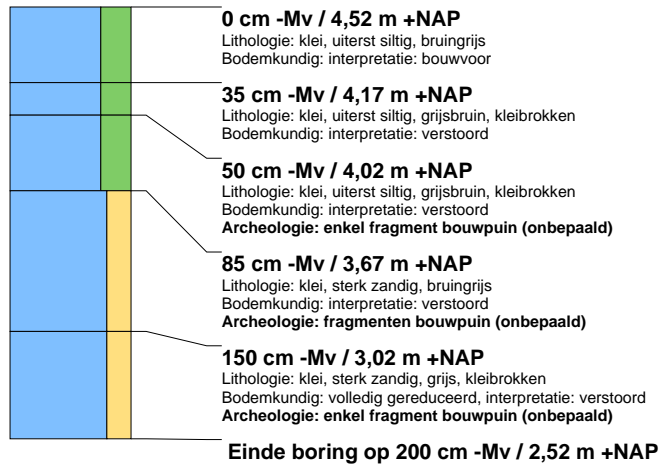 0 cm -Mv / 4,52 m +NAP
Lithologie: klei, uiterst siltig, bruingrijs
Bodemkundig: interpretatie: bouwvoor
35 cm -Mv / 4,17 m +NAP
Lithologie: klei, uiterst siltig, grijsbruin, kleibrokken
Bodemkundig: interpretatie: verstoord
50 cm -Mv / 4,02 m +NAP
Lithologie: klei, uiterst siltig, grijsbruin, kleibrokken
Bodemkundig: interpretatie: verstoord
Archeologie: enkel fragment bouwpuin (onbepaald)
85 cm -Mv / 3,67 m +NAP
Lithologie: klei, sterk zandig, bruingrijs
Bodemkundig: interpretatie: verstoord
Archeologie: fragmenten bouwpuin (onbepaald)
150 cm -Mv / 3,02 m +NAP
Lithologie: klei, sterk zandig, grijs, kleibrokken
Bodemkundig: volledig gereduceerd, interpretatie: verstoord
Archeologie: enkel fragment bouwpuin (onbepaald)
Einde boring op 200 cm -Mv / 2,52 m +NAP